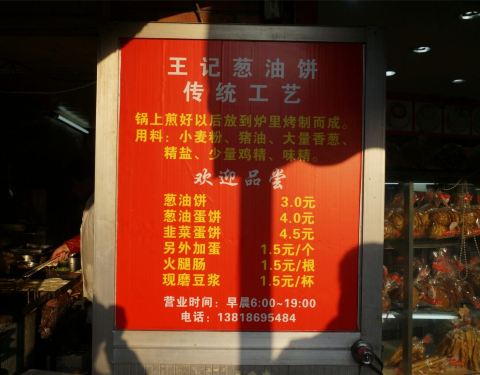 王记葱油饼
传统工艺
锅上煎好以后放到炉里烤制而成。
用料：小麦粉、猪油、大量香葱、
精盐、少量鸡精、味精。
欢迎品尝
葱油饼 3.0元
葱油蛋饼 4.0元
韭菜蛋饼 4.5元
另外加蛋 1.5元/个
火腿肠 1.5元/根
现磨豆浆 1.5元/杯
营业时间：早晨6:00~19:00
电话：13818695484